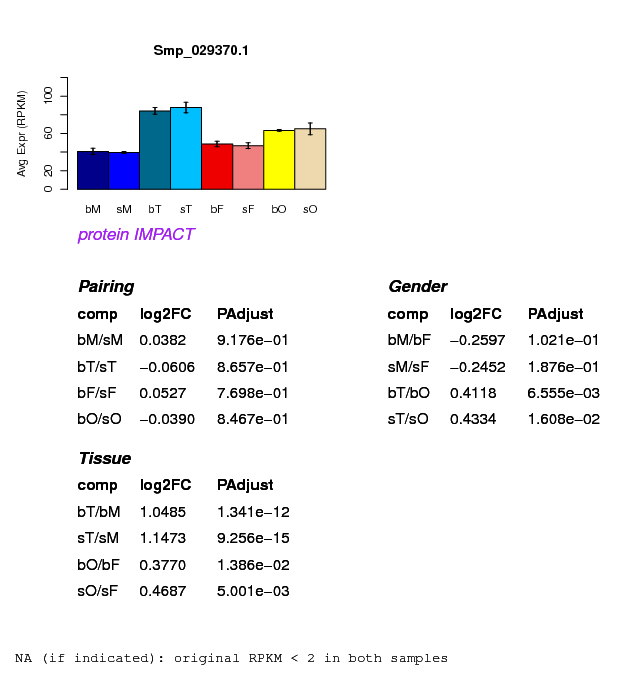 Smp_029370.1
Avg Expr (RPKM)
0 20 60 100
bM sM bT sT bF sF bO sO
protein IMPACT
Pairing
comp log2FC PAdjust
bM/sM 0.0382 9.176e−01
bT/sT −0.0606 8.657e−01
bF/sF 0.0527 7.698e−01
bO/sO −0.0390 8.467e−01
Gender
comp log2FC PAdjust
bM/bF −0.2597 1.021e−01
sM/sF −0.2452 1.876e−01
bT/bO 0.4118 6.555e−03
sT/sO 0.4334 1.608e−02
Tissue
comp log2FC PAdjust
bT/bM 1.0485 1.341e−12
sT/sM 1.1473 9.256e−15
bO/bF 0.3770 1.386e−02
sO/sF 0.4687 5.001e−03
NA (if indicated): original RPKM < 2 in both samples